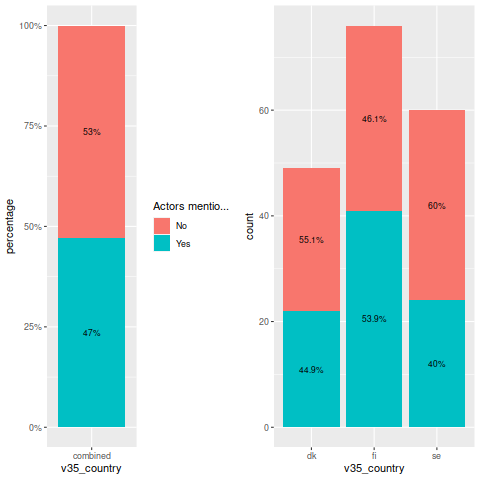 percentage
100%
75%
50%
25%
0%
53%
47%
combined
v35_country
Actors mentio...
No
Yes
count
60
40
20
0
55.1%
44.9%
46.1%
53.9%
60%
40%
dk
fi
se
v35_country